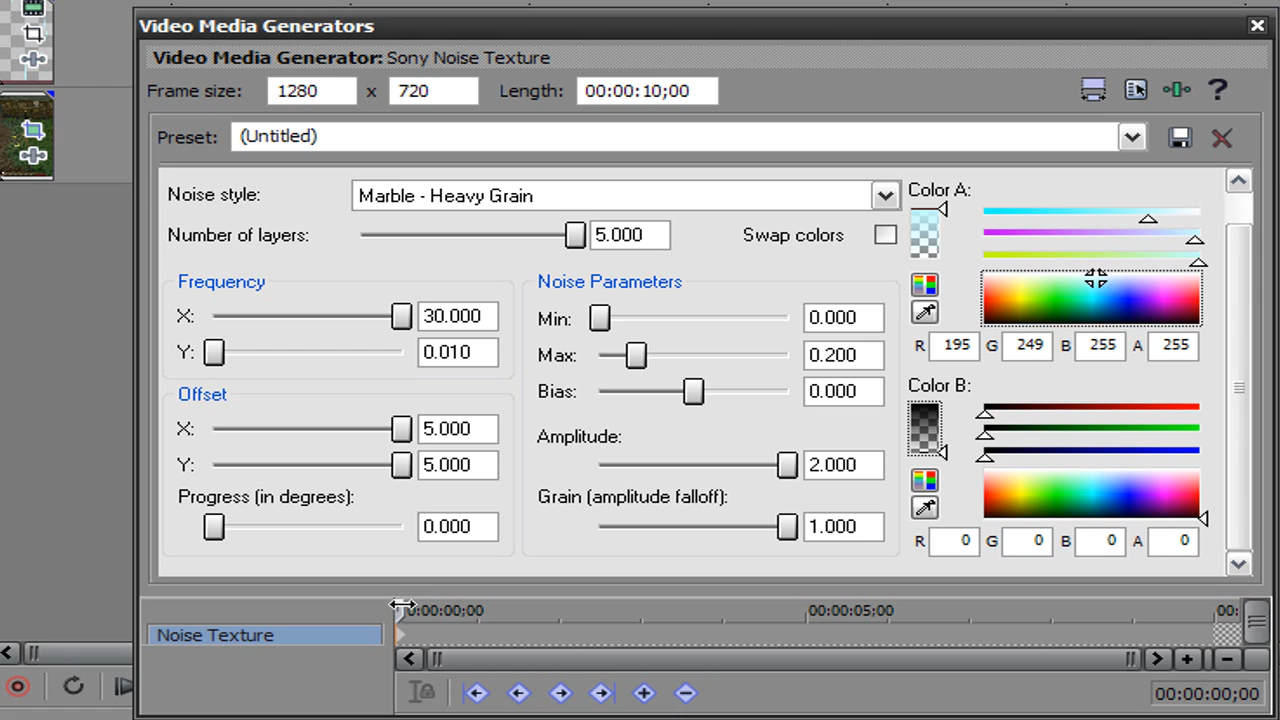 Video Media Generators
Video Media Generator: Sony Noise Texture
Frame size: 1280 x 720 Length: 00:00:10;00
Preset: (Untitled)
Noise style: Marble - Heavy Grain
Number of layers: 5.000 Swap colors
Frequency
X: 30.000
Y: 0.010
Offset
X: 5.000
Y: 5.000
Progress (in degrees):
0.000
Noise Parameters
Min: 0.000
Max: 0.200
Bias: 0.000
Amplitude:
2.000
Grain (amplitude falloff):
1.000
Color A:
R 195 G 249 B 255 A 255
Color B:
R 0 G 0 B 0 A 0
0:00:00;00 00:00:05;00 00:
Noise Texture
00:00:00;00